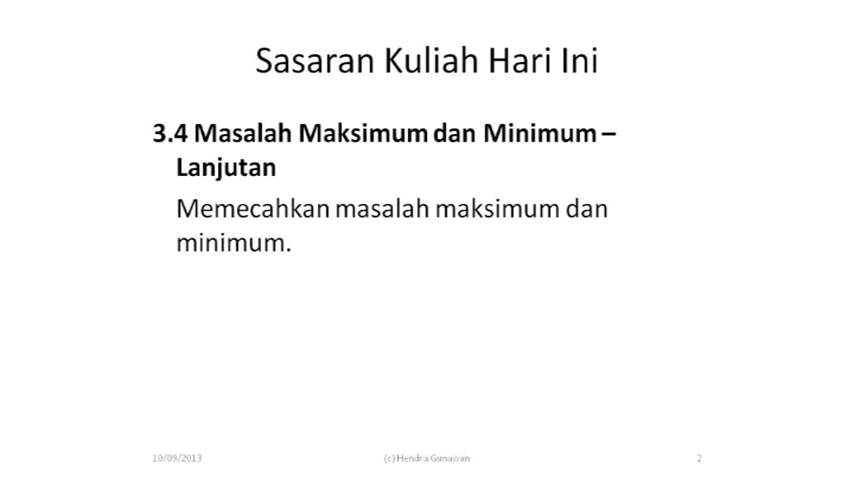 Sasaran Kuliah Hari Ini
3.4 Masalah Maksimum dan Minimum –
Lanjutan
Memecahkan masalah maksimum dan
minimum.
10/09/2013
(c) Hendra Gunawan
2